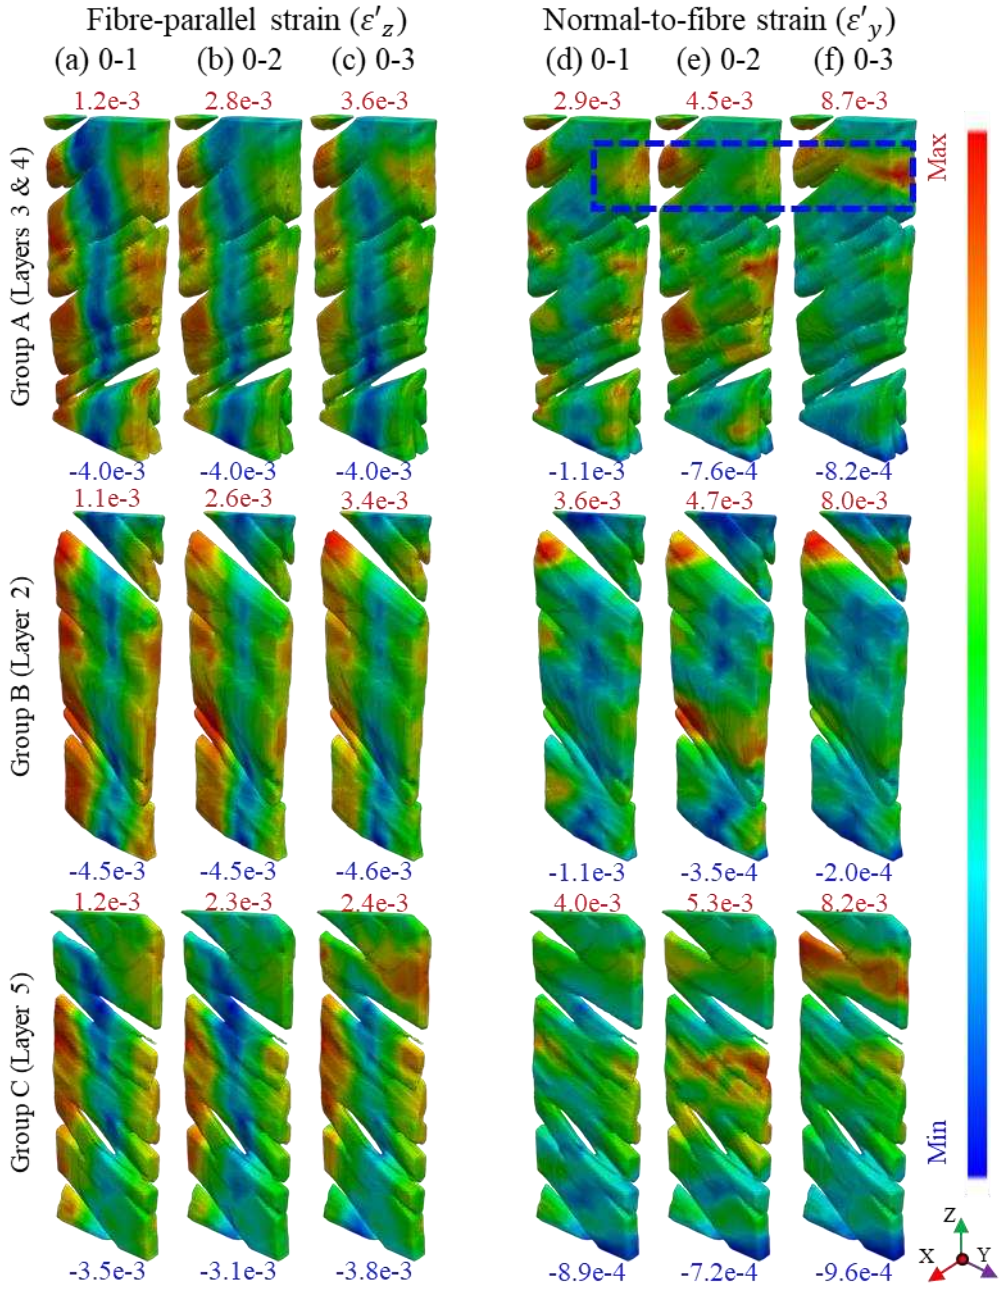 Fibre-parallel strain (ε′z)
Normal-to-fibre strain (ε′y)
(a) 0-1
(b) 0-2
(c) 0-3
(d) 0-1
(e) 0-2
(f) 0-3
1.2e-3
2.8e-3
3.6e-3
2.9e-3
4.5e-3
8.7e-3
Group A (Layers 3 & 4)
-4.0e-3
-4.0e-3
-4.0e-3
-1.1e-3
-7.6e-4
-8.2e-4
1.1e-3
2.6e-3
3.4e-3
3.6e-3
4.7e-3
8.0e-3
Group B (Layer 2)
-4.5e-3
-4.5e-3
-4.6e-3
-1.1e-3
-3.5e-4
-2.0e-4
1.2e-3
2.3e-3
2.4e-3
4.0e-3
5.3e-3
8.2e-3
Group C (Layer 5)
-3.5e-3
-3.1e-3
-3.8e-3
-8.9e-4
-7.2e-4
-9.6e-4
Max
Min
Z
X
Y